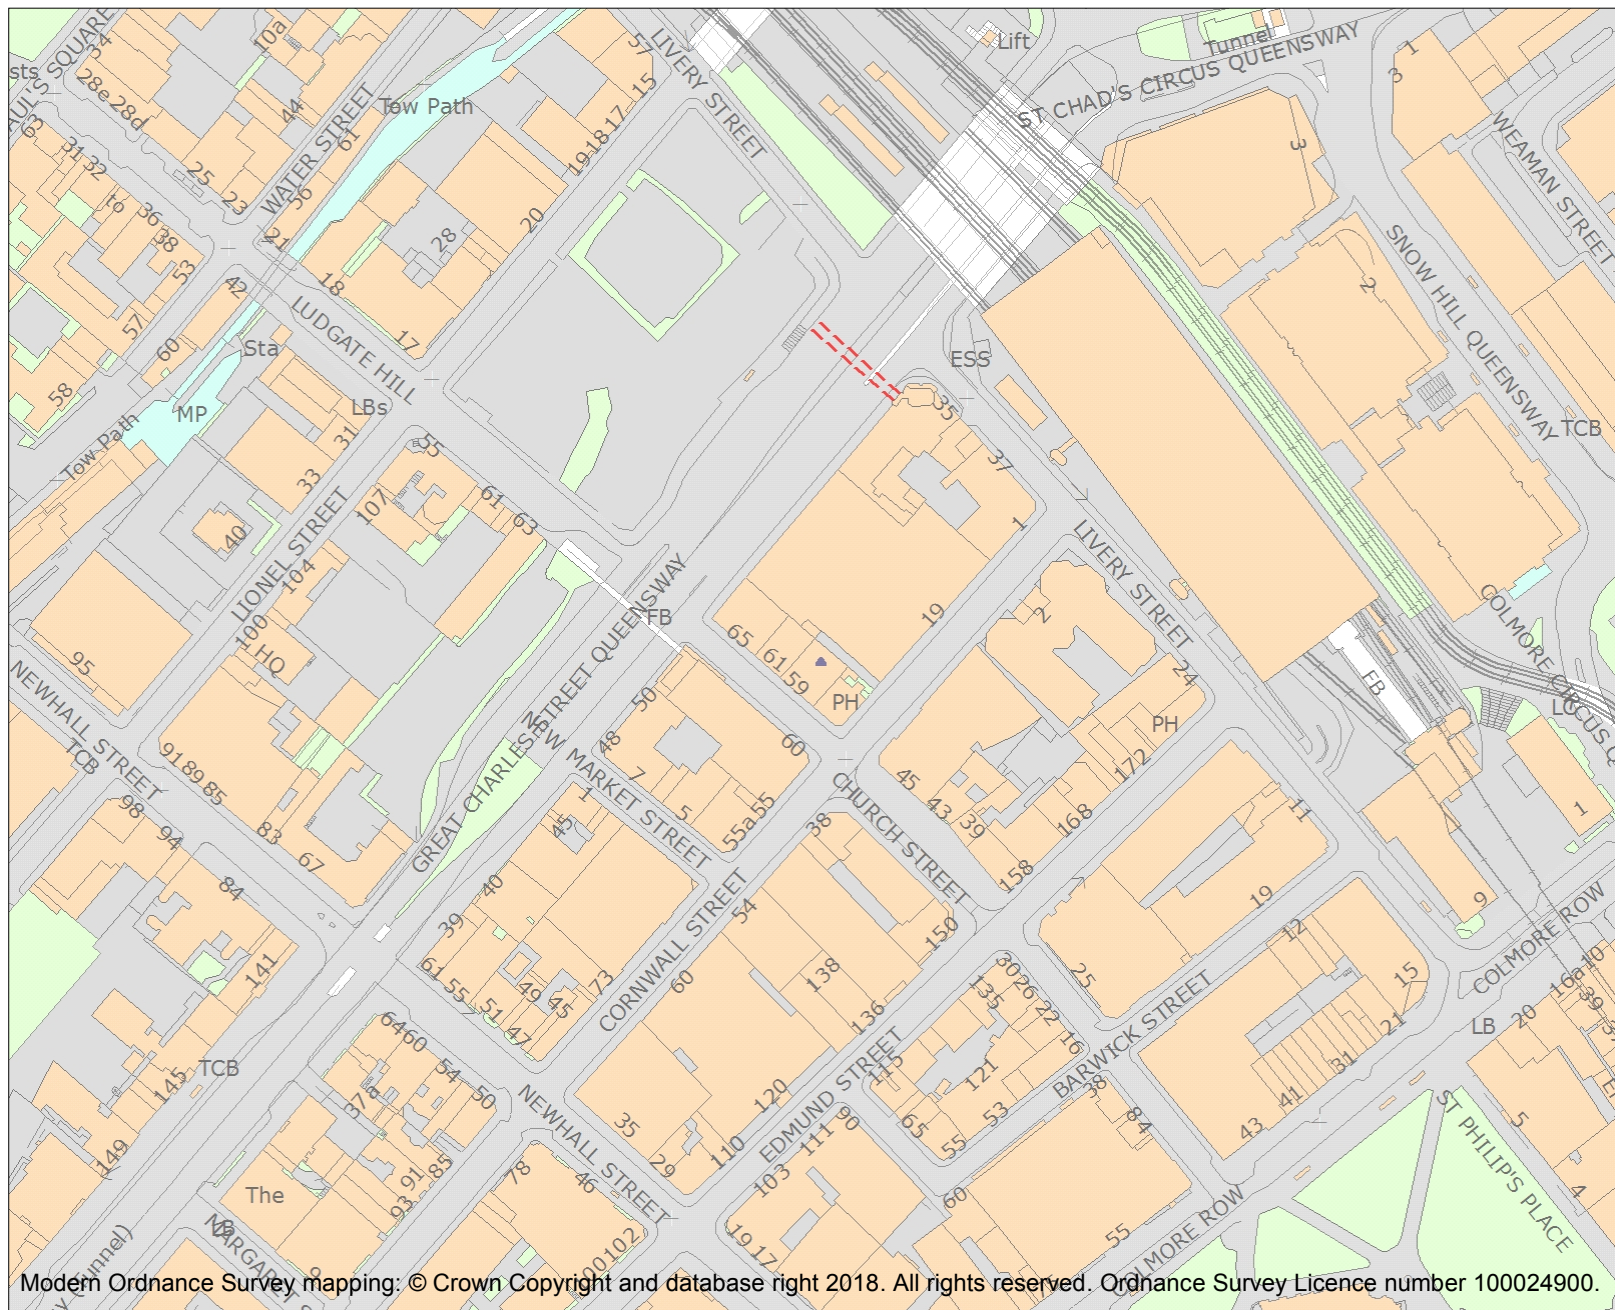 34
10a
57
LIVERY STREET
Lift
Tunnel
ST CHAD'S CIRCUS QUEENSWAY
1
3
sts
AUL'S SQUARE
28e
28d
44
WATER STREET
61
Tow Path
15
17
18
19
3
WEAMAN STREET
63
31
32
to
36
38
25
23
56
21
53
20
28
2
SNOW HILL QUEENSWAY
42
18
LUDGATE HILL
17
57
60
Sta
58
MP
LBs
ESS
35
37
TCB
Tow Path
31
33
55
61
63
107
40
LIONEL STREET
104
100
HQ
1
LIVERY STREET
COLMORE CIRCUS Q
FB
2
19
65
61
59
PH
24
PH
FB
LC
95
NEWHALL STREET
TCB
GREAT CHARLES STREET QUEENSWAY
50
48
NEW MARKET STREET
7
5
60
55
55a
CHURCH STREET
45
43
39
172
168
158
11
1
7
9
91
89
85
83
67
98
94
84
1
45
40
39
38
54
CORNWALL STREET
150
19
12
15
COLMORE ROW
16a
10
39
141
61
55
51
49
47
45
73
60
138
136
30
26
22
16
135
25
BARWICK STREET
21
31
41
43
LB
20
TCB
145
149
64
60
54
50
37a
NEWHALL STREET
35
29
120
110
EDMUND STREET
115
121
65
55
53
38
84
90
111
103
ST PHILIP'S PLACE
5
4
The
LB
MARGARET S
91
85
93
9
78
46
102
100
19
17
60
55
COLMORE ROW
Y (Tunnel)
Modern Ordnance Survey mapping: © Crown Copyright and database right 2018. All rights reserved. Ordnance Survey Licence number 100024900.